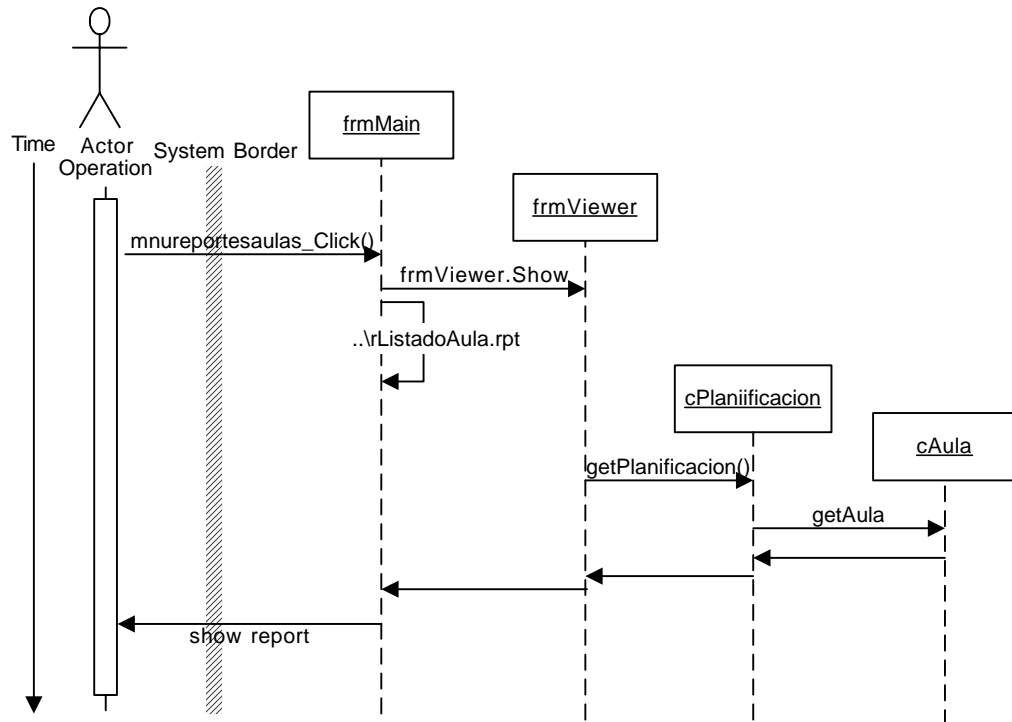 frmMain
Time
Actor
Operation
System Border
frmViewer
mnureportesaulas_Click()
frmViewer.Show
..\rListadoAula.rpt
cPlaniificacion
cAula
getPlanificacion()
getAula
show report